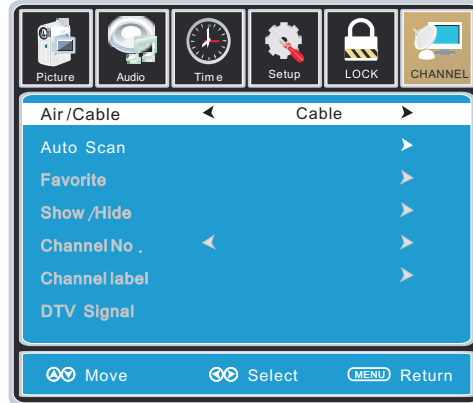 Picture Audio Time Setup LOCK CHANNEL
Air/Cable Cable
Auto Scan
Favorite
Show /Hide
Channel No .
Channel label
DTV Signal
Move Select MENU Return